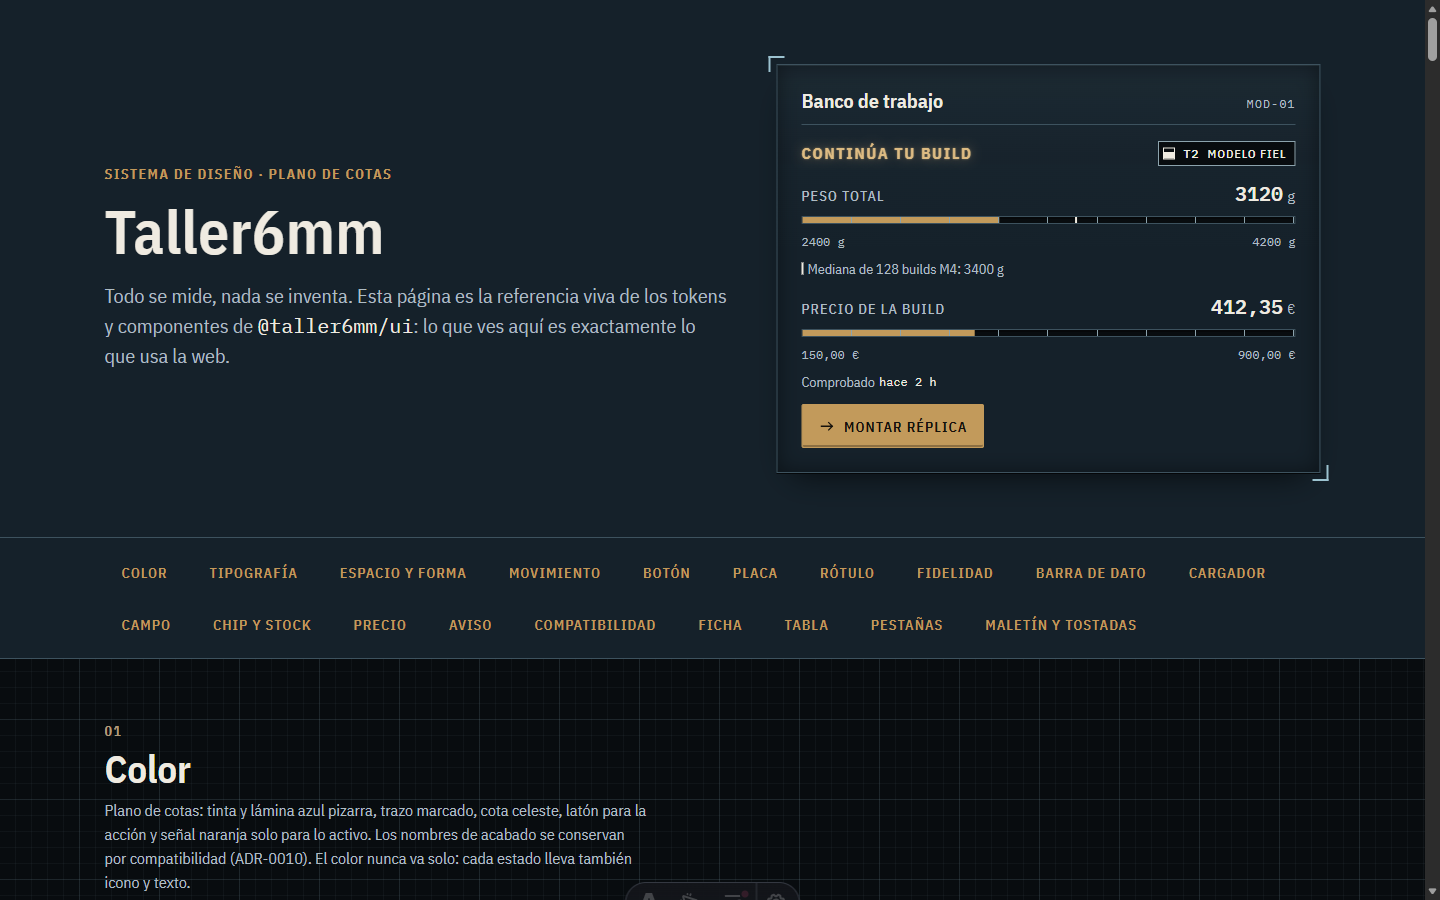 SISTEMA DE DISEÑO · PLANO DE COTAS
Taller6mm
Todo se mide, nada se inventa. Esta página es la referencia viva de los tokens
y componentes de @taller6mm/ui: lo que ves aquí es exactamente lo
que usa la web.
Banco de trabajo
MOD-01
CONTINÚA TU BUILD
T2 MODELO FIEL
PESO TOTAL
3120 g
2400 g
4200 g
Mediana de 128 builds M4: 3400 g
PRECIO DE LA BUILD
412,35 €
150,00 €
900,00 €
Comprobado hace 2 h
→ MONTAR RÉPLICA
COLOR TIPOGRAFÍA ESPACIO Y FORMA MOVIMIENTO BOTÓN PLACA RÓTULO FIDELIDAD BARRA DE DATO CARGADOR
CAMPO CHIP Y STOCK PRECIO AVISO COMPATIBILIDAD FICHA TABLA PESTAÑAS MALETÍN Y TOSTADAS
01
Color
Plano de cotas: tinta y lámina azul pizarra, trazo marcado, cota celeste, latón para la
acción y señal naranja solo para lo activo. Los nombres de acabado se conservan
por compatibilidad (ADR-0010). El color nunca va solo: cada estado lleva también
icono y texto.